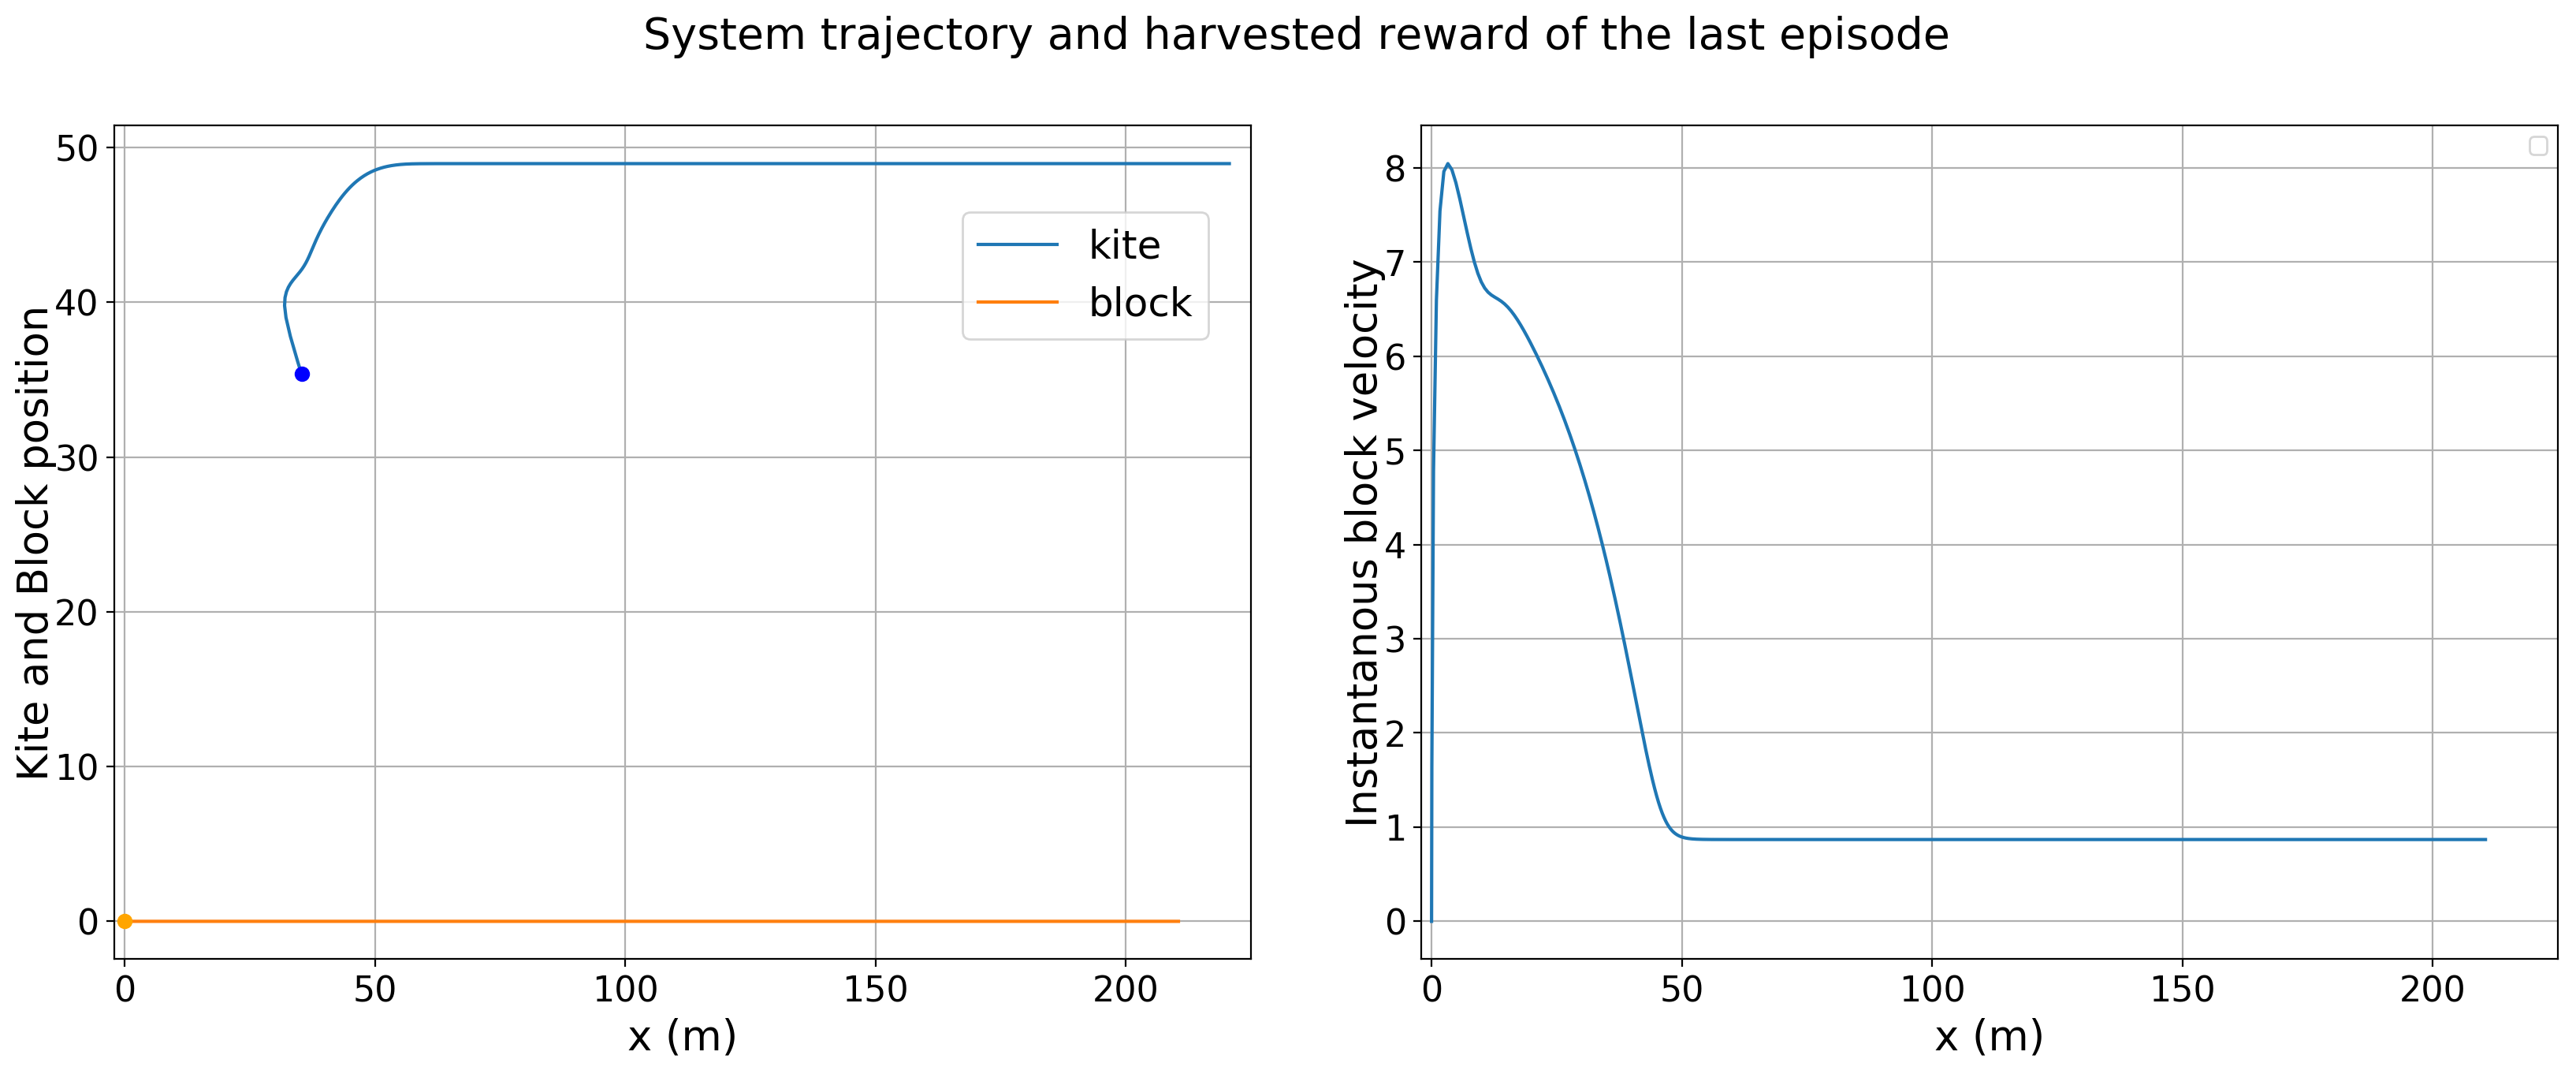 System trajectory and harvested reward of the last episode
Kite and Block position
50
40
30
20
10
0
kite
block
0 50 100 150 200
x (m)
Instantanous block velocity
8
7
6
5
4
3
2
1
0
0 50 100 150 200
x (m)